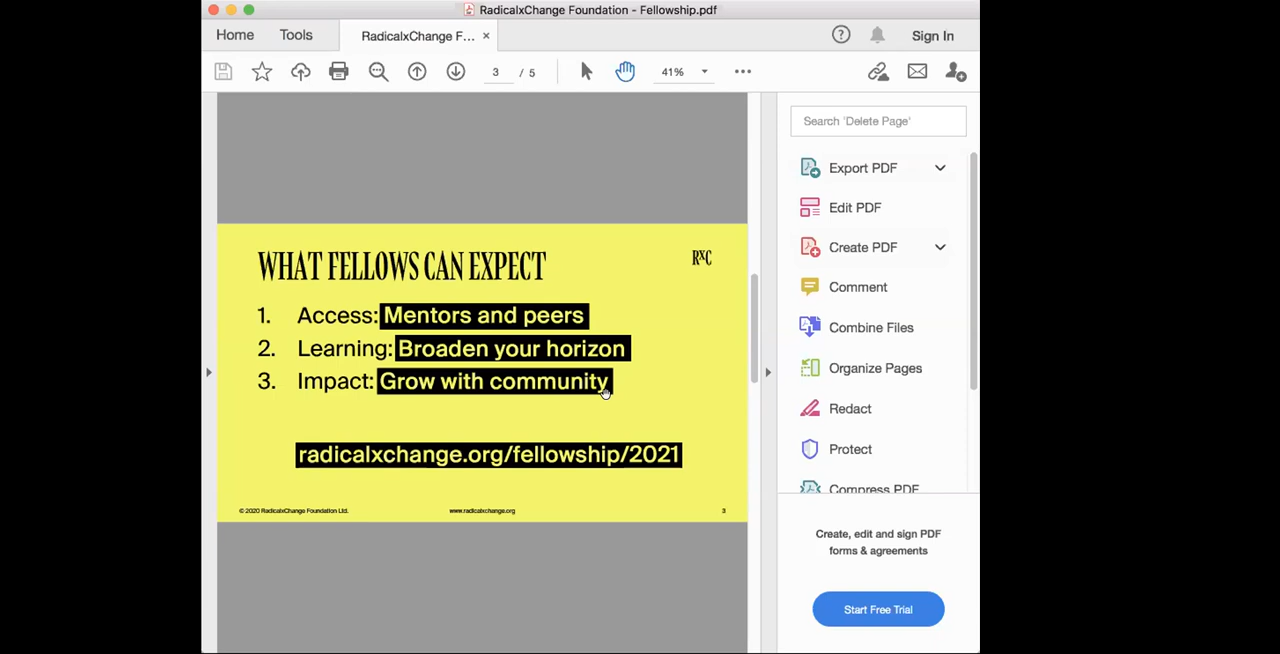 RadicalxChange Foundation - Fellowship.pdf
Home Tools RadicalxChange F... × Sign In
3 / 5 41%
Search 'Delete Page'
Export PDF
Edit PDF
Create PDF
Comment
Combine Files
Organize Pages
Redact
Protect
Compress PDF
Create, edit and sign PDF
forms & agreements
Start Free Trial
WHAT FELLOWS CAN EXPECT
RxC
1. Access: Mentors and peers
2. Learning: Broaden your horizon
3. Impact: Grow with community
radicalxchange.org/fellowship/2021
© 2020 RadicalxChange Foundation Ltd. www.radicalxchange.org 3